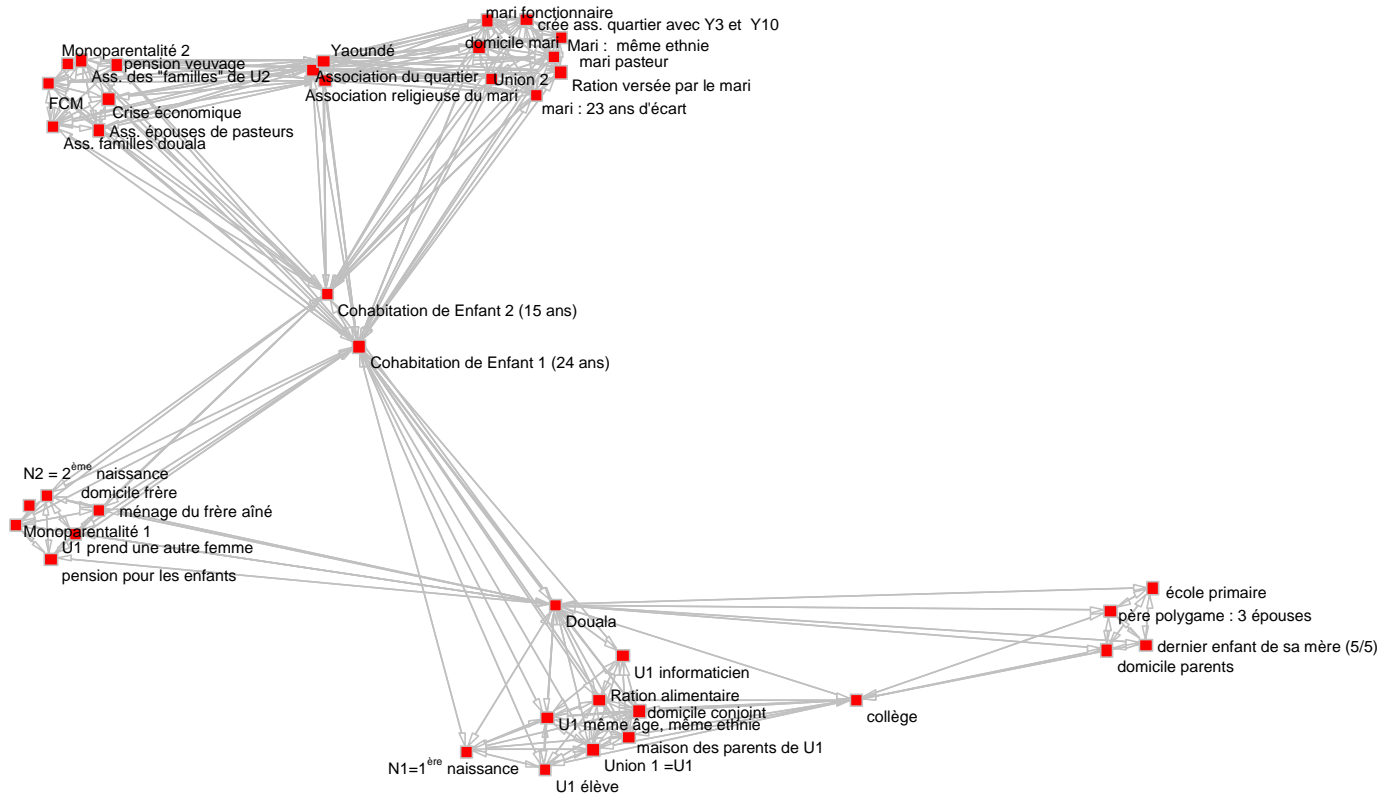 mari fonctionnaire
crée ass. quartier avec Y3 et Y10
Monoparentalité 2
Yaoundé
domicile mari
Mari : même ethnie
pension veuvage
mari pasteur
Ass. des "familles" de U2
Association du quartier
Union 2
Ration versée par le mari
FCM
Association religieuse du mari
mari : 23 ans d'écart
Crise économique
Ass. épouses de pasteurs
Ass. familles douala
Cohabitation de Enfant 2 (15 ans)
Cohabitation de Enfant 1 (24 ans)
N2 = 2ème naissance
domicile frère
ménage du frère aîné
Monoparentalité 1
U1 prend une autre femme
pension pour les enfants
école primaire
père polygame : 3 épouses
Douala
dernier enfant de sa mère (5/5)
domicile parents
U1 informaticien
Ration alimentaire
domicile conjoint
collège
U1 même âge, même ethnie
maison des parents de U1
Union 1 =U1
N1=1ère naissance
U1 élève